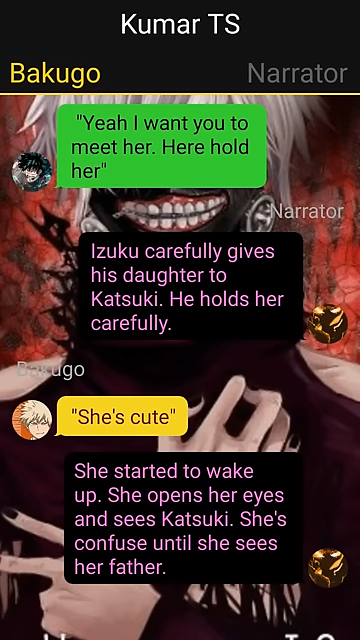 Kumar TS
Bakugo
Narrator
"Yeah I want you to
meet her. Here hold
her"
Narrator
Izuku carefully gives
his daughter to
Katsuki. He holds her
carefully.
Bakugo
"She's cute"
She started to wake
up. She opens her eyes
and sees Katsuki. She's
confuse until she sees
her father.